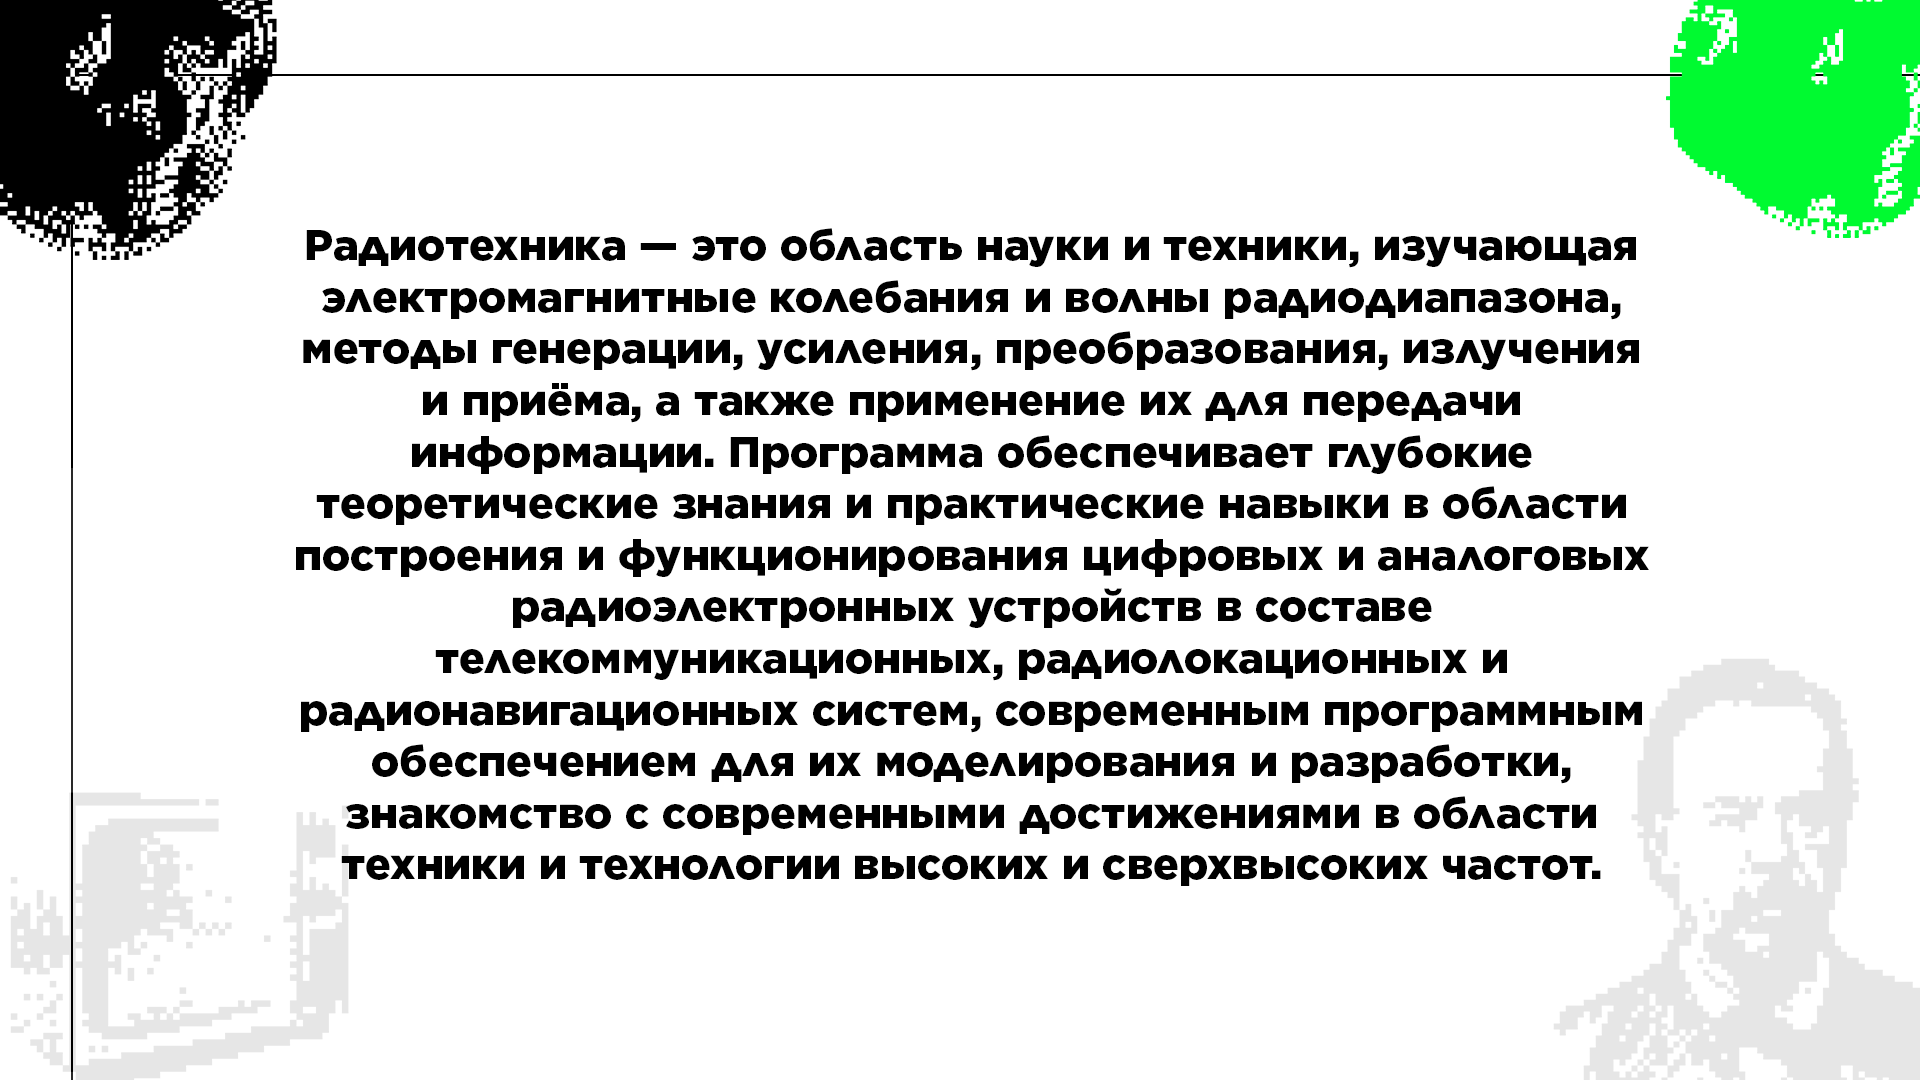 Радиотехника — это область науки и техники, изучающая
электромагнитные колебания и волны радиодиапазона,
методы генерации, усиления, преобразования, излучения
и приёма, а также применение их для передачи
информации. Программа обеспечивает глубокие
теоретические знания и практические навыки в области
построения и функционирования цифровых и аналоговых
радиоэлектронных устройств в составе
телекоммуникационных, радиолокационных и
радионавигационных систем, современным программным
обеспечением для их моделирования и разработки,
знакомство с современными достижениями в области
техники и технологии высоких и сверхвысоких частот.